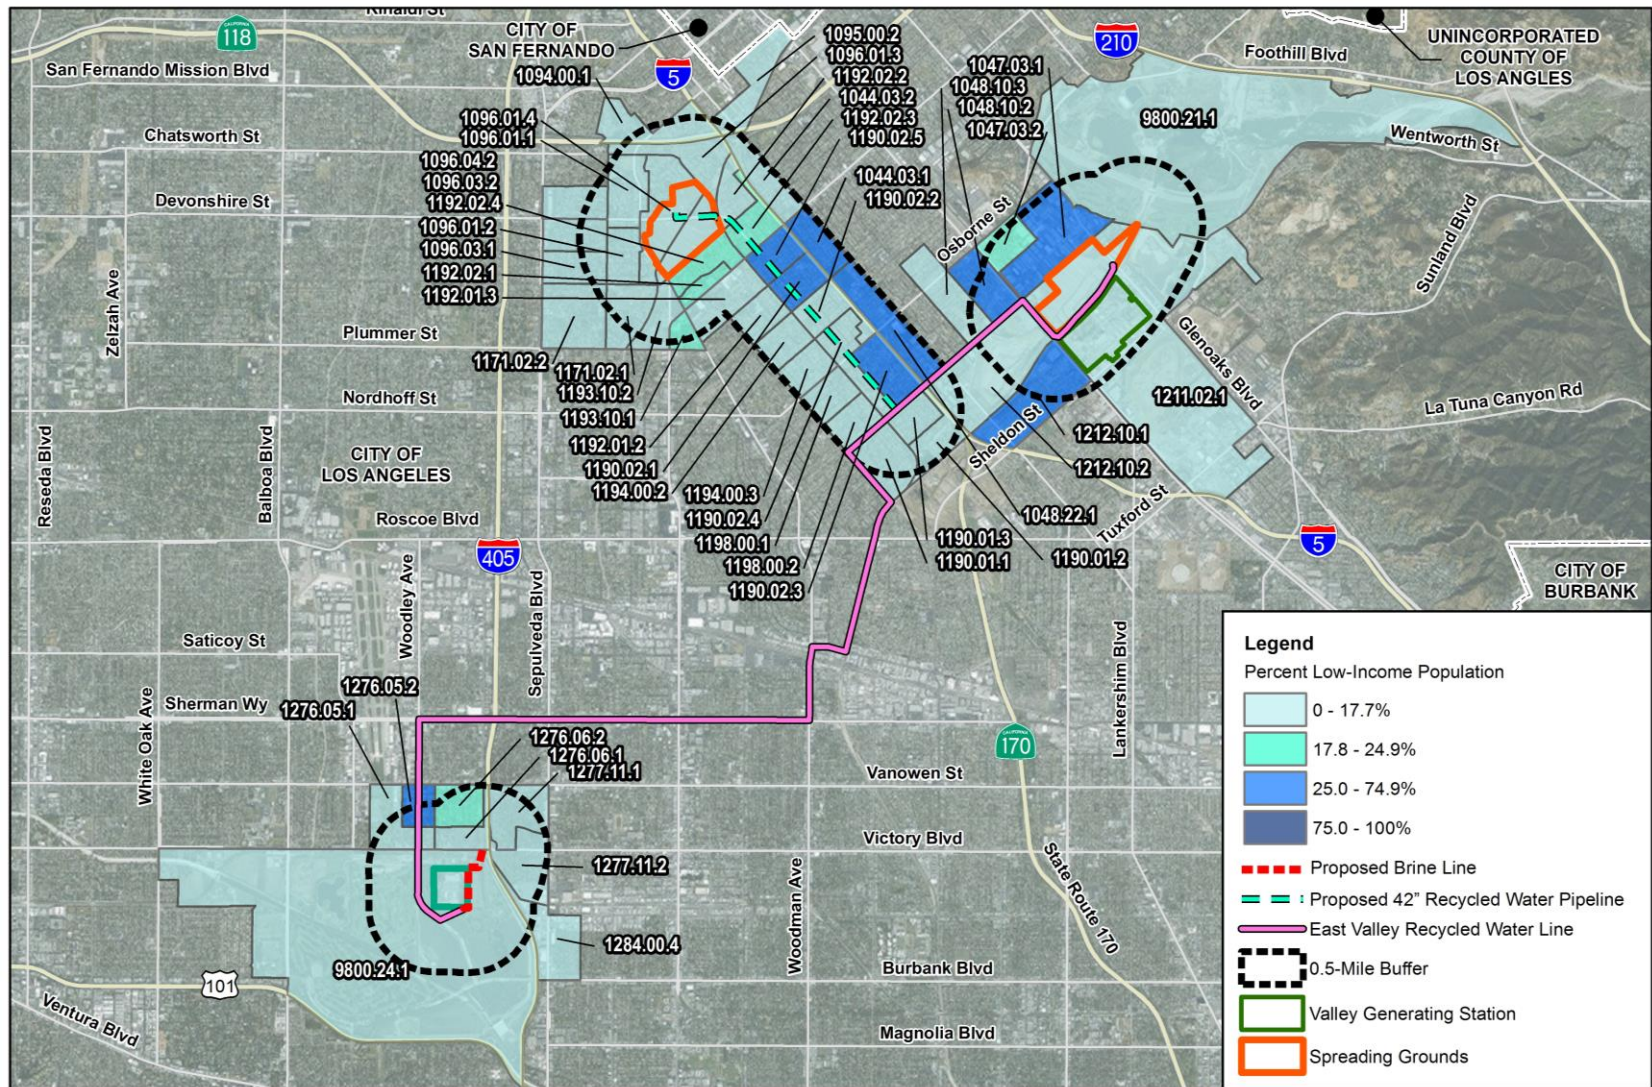 Rinaldi St
118
CITY OF
SAN FERNANDO
San Fernando Mission Blvd
5
210
UNINCORPORATED
COUNTY OF
LOS ANGLES
Foothill Blvd
1094.00.1
1095.00.2
1096.01.3
1192.02.2
1044.03.2
1192.02.3
1190.02.5
1047.03.1
1048.10.3
1048.10.2
1047.03.2
9800.21.1
Wentworth St
Chatsworth St
1096.01.4
1096.01.1
1096.04.2
1096.03.2
1192.02.4
1096.01.2
1096.03.1
1192.02.1
1192.01.3
1044.03.1
1190.02.2
Osborne St
Devonshire St
Sunland Blvd
Zelzah Ave
Plummer St
Glenoaks Blvd
1171.02.2
1171.02.1
1193.10.2
1193.10.1
1192.01.2
1190.02.1
1194.00.2
1194.00.3
1190.02.4
1198.00.1
1198.00.2
1190.02.3
Nordhoff St
1211.02.1
La Tuna Canyon Rd
Sheldon St
1212.10.1
1212.10.2
1048.22.1
1190.01.3
1190.01.1
1190.01.2
Tuxford St
Reseda Blvd
Balboa Blvd
CITY OF
LOS ANGELES
Roscoe Blvd
405
5
CITY OF
BURBANK
Woodley Ave
Sepulveda Blvd
Saticoy St
Lankershim Blvd
White Oak Ave
Sherman Wy
1276.05.2
1276.05.1
1276.06.2
1276.06.1
1277.11.1
CALIFORNIA
170
Vanowen St
Victory Blvd
1277.11.2
Woodman Ave
State Route 170
1284.00.4
9800.24.1
101
Burbank Blvd
Ventura Blvd
Magnolia Blvd
Legend
Percent Low-Income Population
0 - 17.7%
17.8 - 24.9%
25.0 - 74.9%
75.0 - 100%
Proposed Brine Line
Proposed 42” Recycled Water Pipeline
East Valley Recycled Water Line
0.5-Mile Buffer
Valley Generating Station
Spreading Grounds